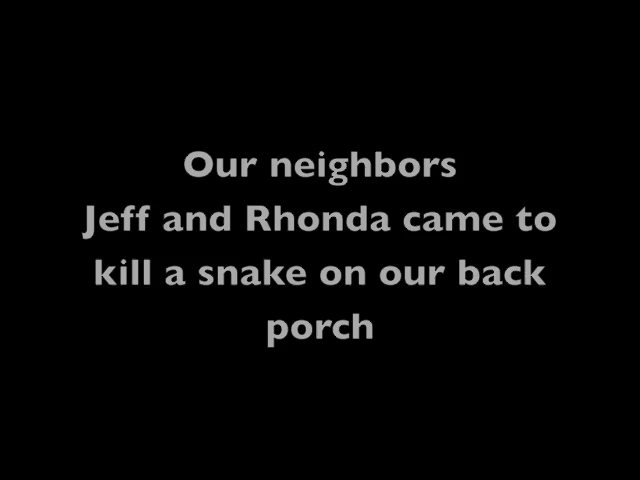 Our neighbors
Jeff and Rhonda came to
kill a snake on our back
porch